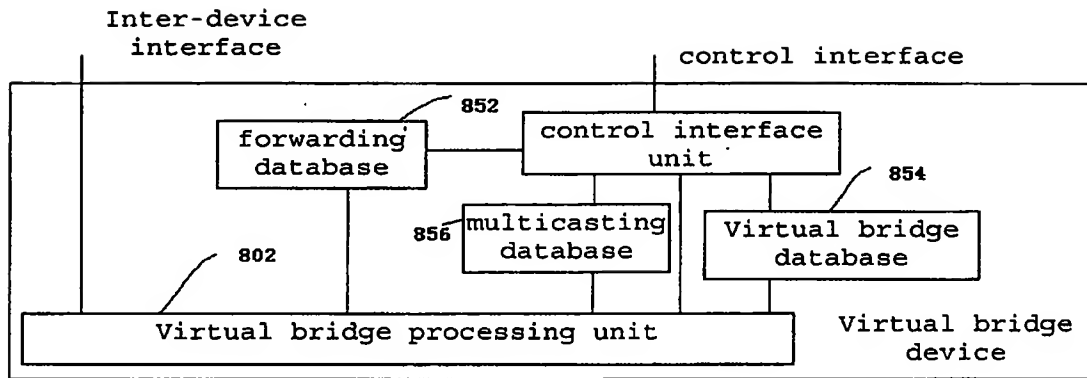 Inter-device
interface
control interface
852
forwarding
database
control interface
unit
854
856
multicasting
database
Virtual bridge
database
802
Virtual bridge processing unit
Virtual bridge
device